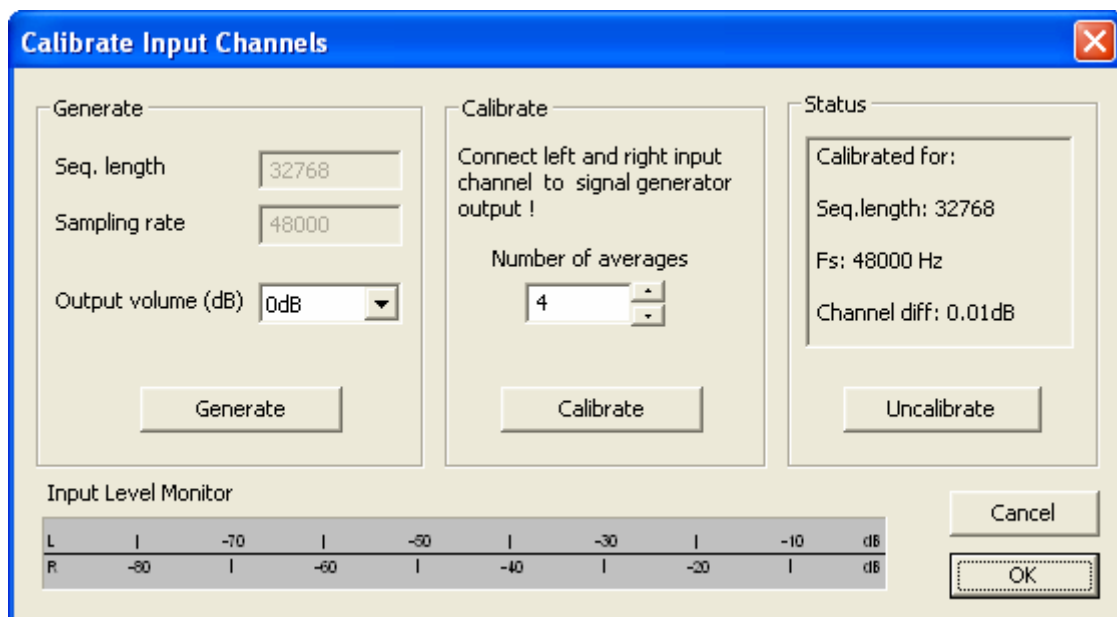 Calibrate Input Channels
Generate
Seq. length
32768
Sampling rate
48000
Output volume (dB)
0dB
Generate
Calibrate
Connect left and right input
channel to signal generator
output !
Number of averages
4
Calibrate
Status
Calibrated for:
Seq.length: 32768
Fs: 48000 Hz
Channel diff: 0.01dB
Uncalibrate
Input Level Monitor
L -70 -50 -30 -10 dB
R -80 -60 -40 -20 dB
Cancel
OK